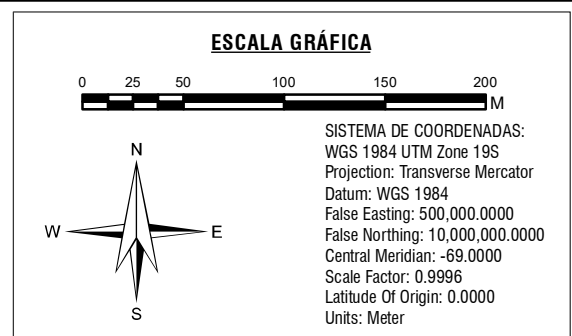 ESCALA GRÁFICA
0 25 50 100 150 200
M
SISTEMA DE COORDENADAS:
WGS 1984 UTM Zone 19S
Projection: Transverse Mercator
Datum: WGS 1984
False Easting: 500,000.0000
False Northing: 10,000,000.0000
Central Meridian: -69.0000
Scale Factor: 0.9996
Latitude Of Origin: 0.0000
Units: Meter
N
W E
S